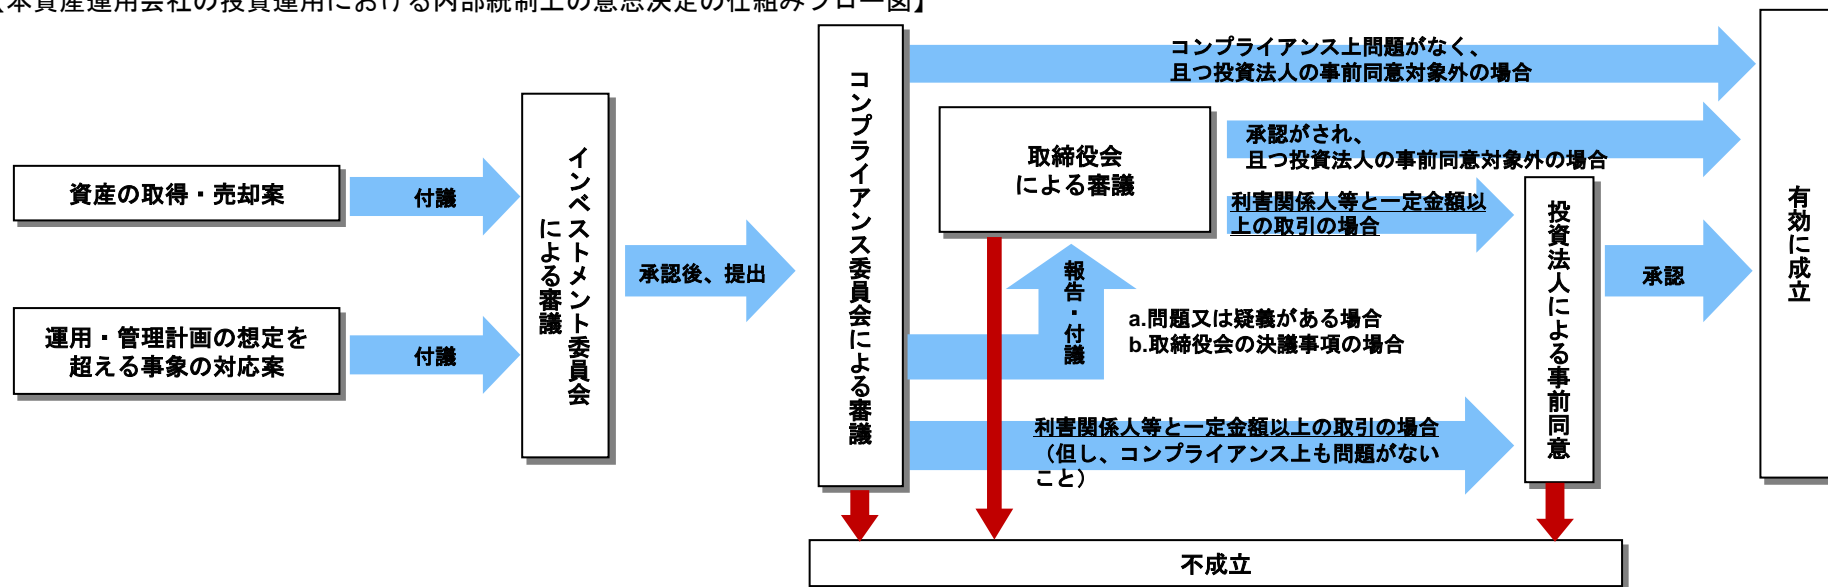 【本資産運用会社の投資運用における内部統制上の意思決定の仕組みフロー図】
資産の取得・売却案
付議
運用・管理計画の想定を
超える事象の対応案
付議
インベストメント委員会
による審議
承認後、提出
コンプライアンス委員会による審議
コンプライアンス上問題がなく、
且つ投資法人の事前同意対象外の場合
取締役会
による審議
承認がされ、
且つ投資法人の事前同意対象外の場合
利害関係人等と一定金額以
上の取引の場合
報告・付議
a.問題又は疑義がある場合
b.取締役会の決議事項の場合
利害関係人等と一定金額以上の取引の場合
（但し、コンプライアンス上も問題がない
こと）
投資法人による事前同意
承認
有効に成立
不成立